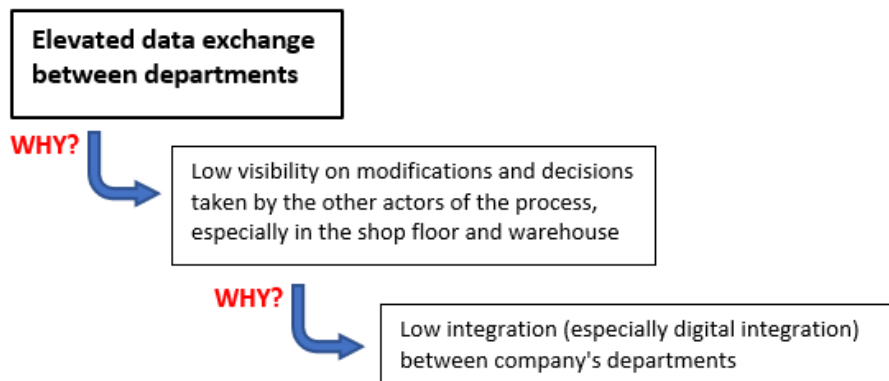 Elevated data exchange
between departments
WHY?
Low visibility on modifications and decisions
taken by the other actors of the process,
especially in the shop floor and warehouse
WHY?
Low integration (especially digital integration)
between company's departments